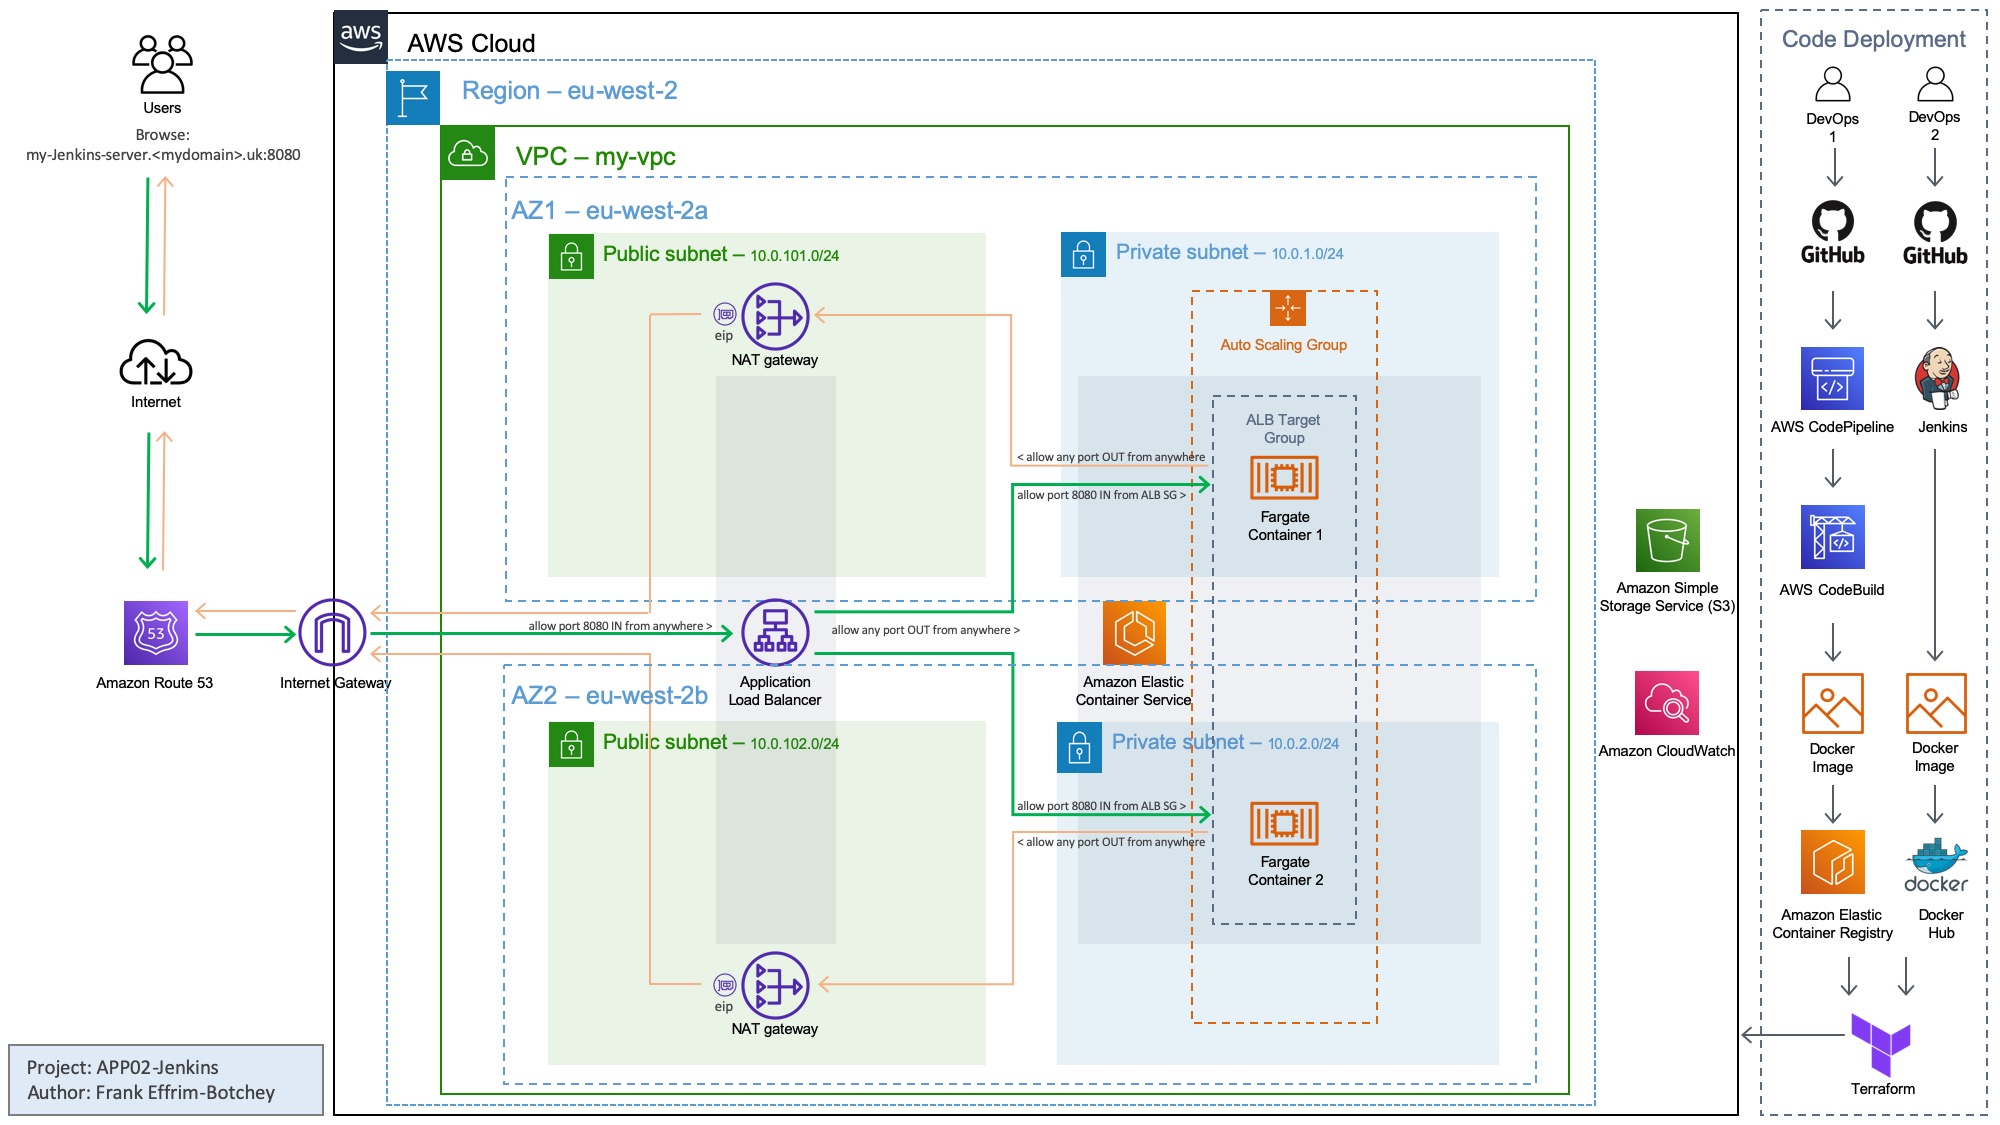 aws
AWS Cloud
Users
Browse:
my-Jenkins-server.<mydomain>.uk:8080
Internet
53
Amazon Route 53
Internet Gateway
Region – eu-west-2
VPC – my-vpc
AZ1 – eu-west-2a
Public subnet – 10.0.101.0/24
eip
NAT gateway
Private subnet – 10.0.1.0/24
Auto Scaling Group
ALB Target
Group
< allow any port OUT from anywhere
allow port 8080 IN from ALB SG >
Fargate
Container 1
allow port 8080 IN from anywhere >
allow any port OUT from anywhere >
Application
Load Balancer
Amazon Elastic
Container Service
AZ2 – eu-west-2b
Public subnet – 10.0.102.0/24
Private subnet – 10.0.2.0/24
allow port 8080 IN from ALB SG >
< allow any port OUT from anywhere
Fargate
Container 2
eip
NAT gateway
Amazon Simple
Storage Service (S3)
Amazon CloudWatch
Code Deployment
DevOps
1
DevOps
2
GitHub
GitHub
AWS CodePipeline
Jenkins
AWS CodeBuild
Docker
Image
Docker
Image
docker
Amazon Elastic
Container Registry
Docker
Hub
Terraform
Project: APP02-Jenkins
Author: Frank Effrim-Botchey